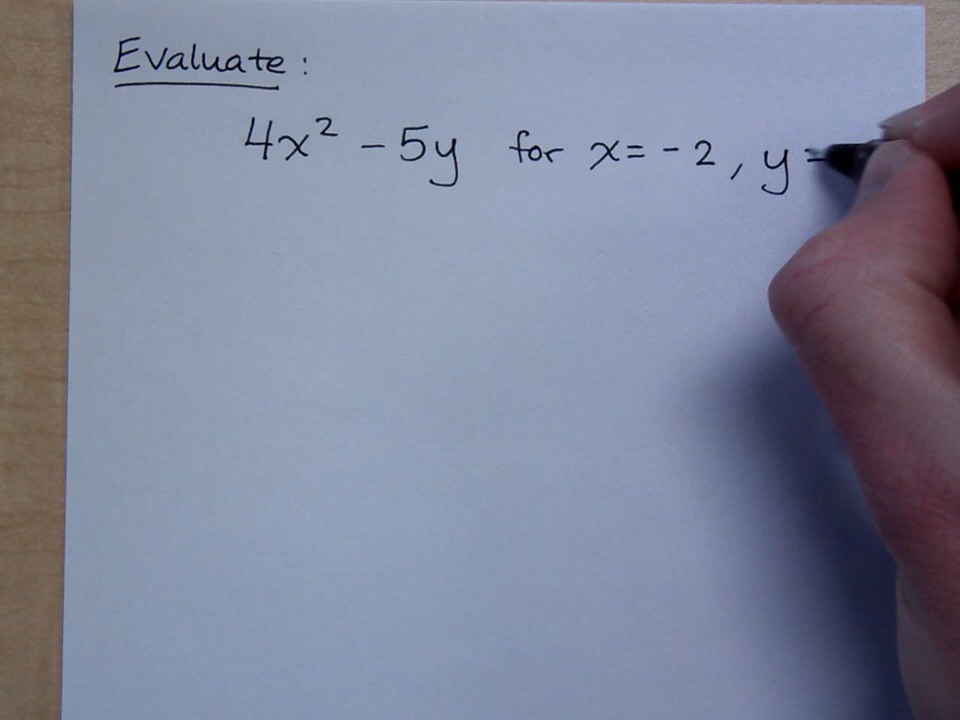 Evaluate:
4x² - 5y for x = -2, y =